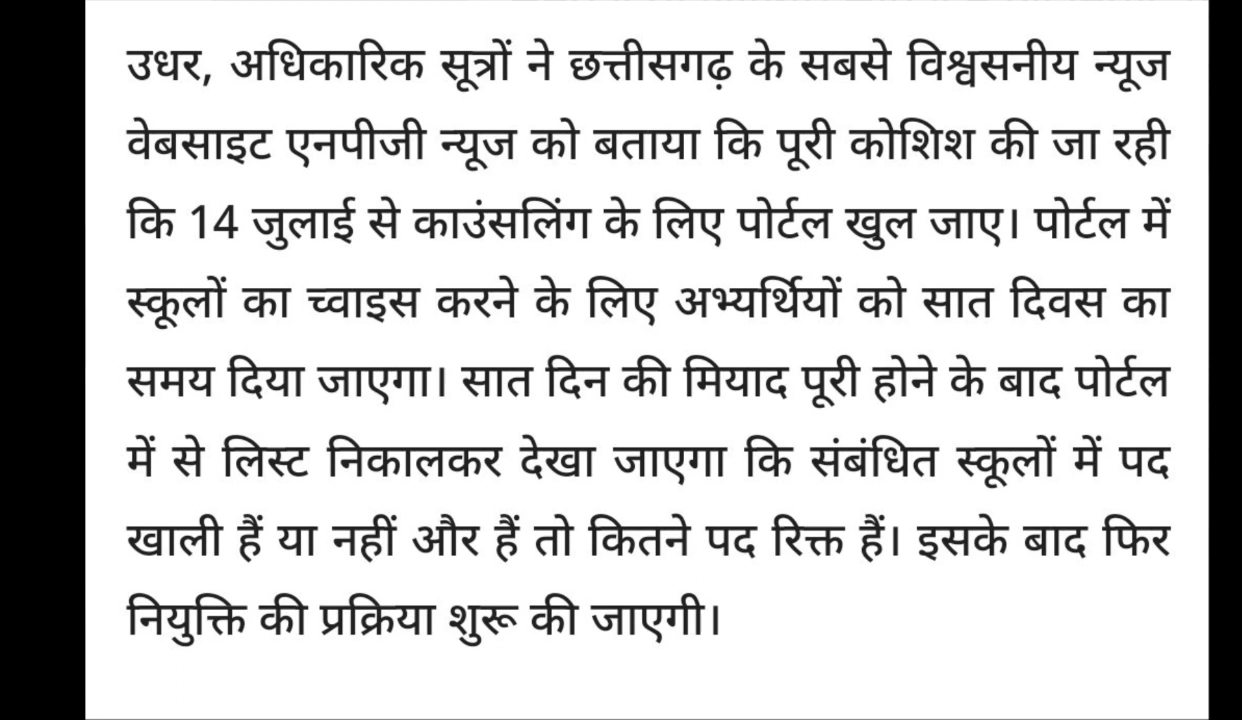 उधर, अधिकारिक सूत्रों ने छत्तीसगढ़ के सबसे विश्वसनीय न्यूज
वेबसाइट एनपीजी न्यूज को बताया कि पूरी कोशिश की जा रही
कि 14 जुलाई से काउंसलिंग के लिए पोर्टल खुल जाए। पोर्टल में
स्कूलों का च्वाइस करने के लिए अभ्यर्थियों को सात दिवस का
समय दिया जाएगा। सात दिन की मियाद पूरी होने के बाद पोर्टल
में से लिस्ट निकालकर देखा जाएगा कि संबंधित स्कूलों में पद
खाली हैं या नहीं और हैं तो कितने पद रिक्त हैं। इसके बाद फिर
नियुक्ति की प्रक्रिया शुरू की जाएगी।